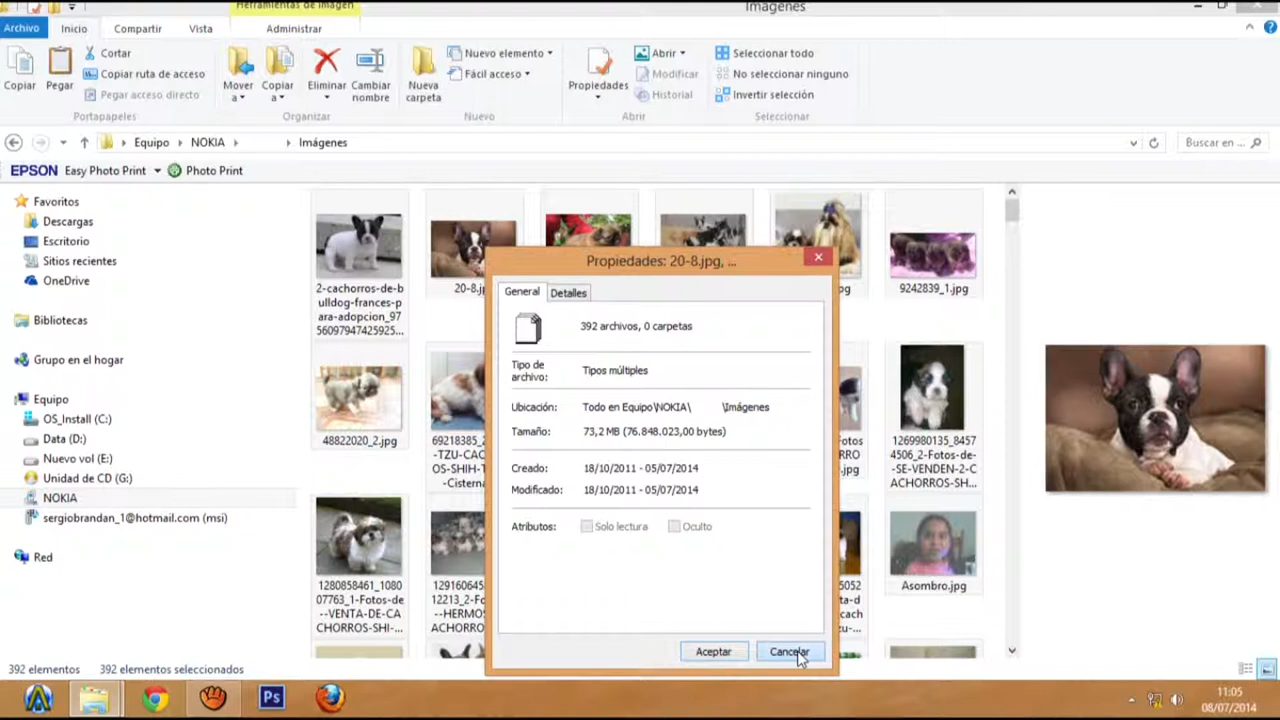 Herramientas de imagen
Imágenes
Archivo Inicio Compartir Vista Administrar
Copiar
Pegar
Cortar
Copiar ruta de acceso
Pegar acceso directo
Portapapeles
Mover a
Copiar a
Eliminar
Cambiar nombre
Organizar
Nueva carpeta
Nuevo elemento
Fácil acceso
Nuevo
Propiedades
Abrir
Modificar
Historial
Abrir
Seleccionar todo
No seleccionar ninguno
Invertir selección
Seleccionar
Equipo NOKIA Imágenes
Buscar en ...
EPSON Easy Photo Print Photo Print
Favoritos
Descargas
Escritorio
Sitios recientes
OneDrive
Bibliotecas
Grupo en el hogar
Equipo
OS_Install (C:)
Data (D:)
Nuevo vol (E:)
Unidad de CD (G:)
NOKIA
sergiobrandan_1@hotmail.com (msi)
Red
2-cachorros-de-b
ulldog-frances-p
ara-adopcion_97
56097947425925...
20-8.j
pg
9242839_1.jpg
48822020_2.jpg
69218385_2
-TZU-CAC
OS-SHIH-T
-Cisterna
Fotos
RRO
.jpg
1269980135_8457
4506_2-Fotos-de-
-SE-VENDEN-2-C
ACHORROS-SH...
1280858461_1080
07763_1-Fotos-de
--VENTA-DE-CA
CHORROS-SHI-...
129160645
12213_2-F
--HERMOS
ACHORRO
5052
ta-d
cach
zu-...
Asombro.jpg
Propiedades: 20-8.jpg, ...
General Detalles
392 archivos, 0 carpetas
Tipo de archivo: Tipos múltiples
Ubicación: Todo en Equipo\NOKIA\ \Imágenes
Tamaño: 73,2 MB (76.848.023,00 bytes)
Creado: 18/10/2011 - 05/07/2014
Modificado: 18/10/2011 - 05/07/2014
Atributos: Solo lectura Oculto
Aceptar Cancelar
392 elementos 392 elementos seleccionados
Ps
11:05
08/07/2014